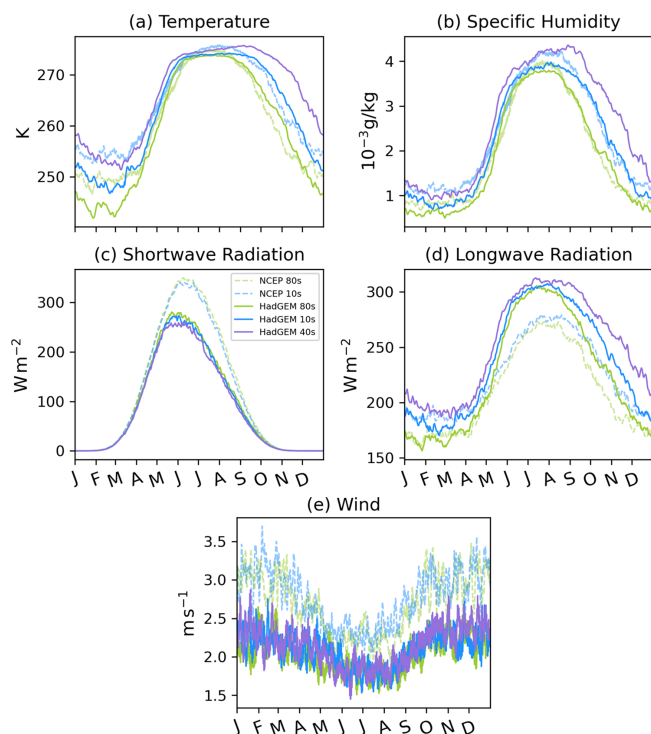 (a) Temperature
(b) Specific Humidity
270
260
250
K
4
3
2
1
10⁻³g/kg
(c) Shortwave Radiation
(d) Longwave Radiation
300
200
100
0
Wm⁻²
NCEP 80s
NCEP 10s
HadGEM 80s
HadGEM 10s
HadGEM 40s
300
250
200
150
Wm⁻²
J F M A M J J A S O N D
J F M A M J J A S O N D
(e) Wind
3.5
3.0
2.5
2.0
1.5
ms⁻¹
J F M A M J J A S O N D